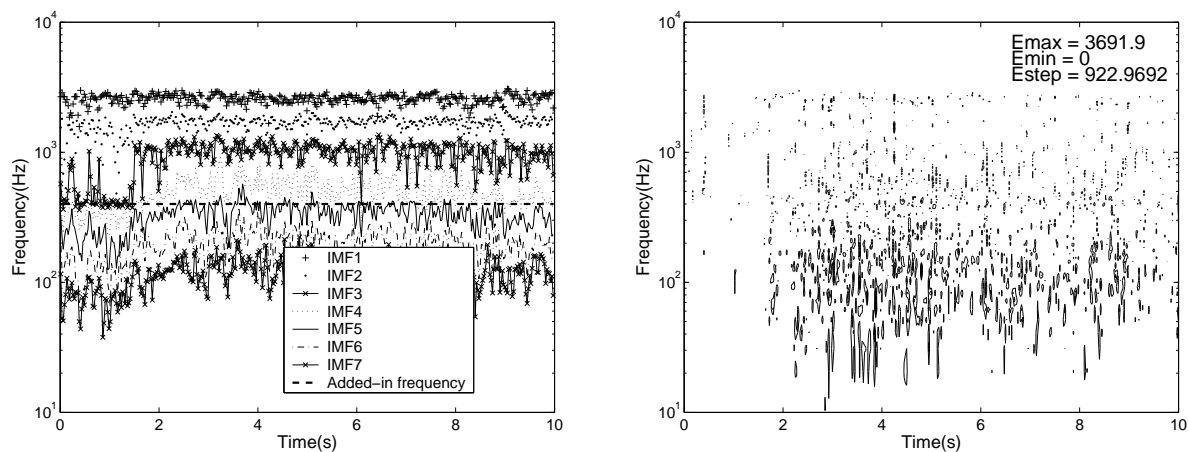 10^4
10^3
10^2
10^1
Frequency(Hz)
0 2 4 6 8 10
Time(s)
IMF1
IMF2
IMF3
IMF4
IMF5
IMF6
IMF7
Added-in frequency
10^4
10^3
10^2
10^1
Frequency(Hz)
0 2 4 6 8 10
Time(s)
Emax = 3691.9
Emin = 0
Estep = 922.9692